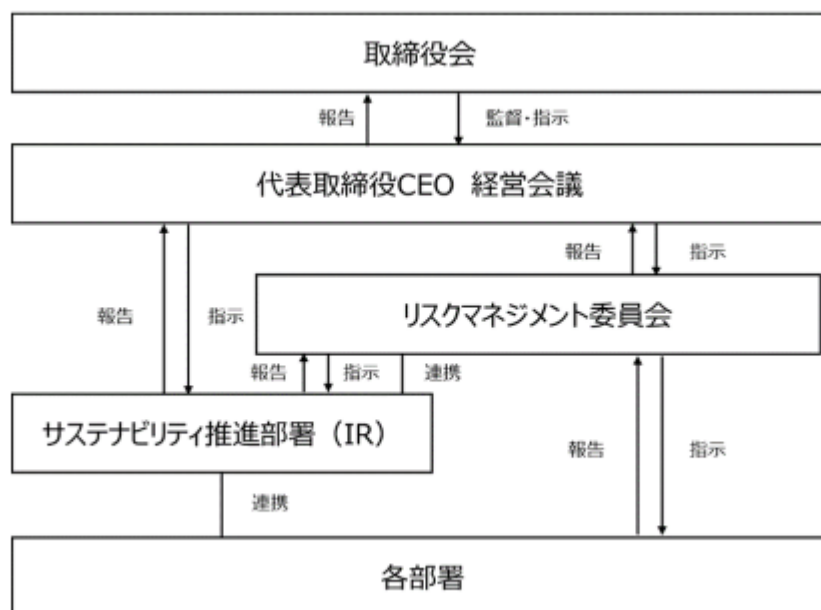 取締役会
報告
監督・指示
代表取締役CEO 経営会議
報告
指示
リスクマネジメント委員会
報告
指示
報告
指示
連携
サステナビリティ推進部署（IR）
報告
指示
連携
各部署